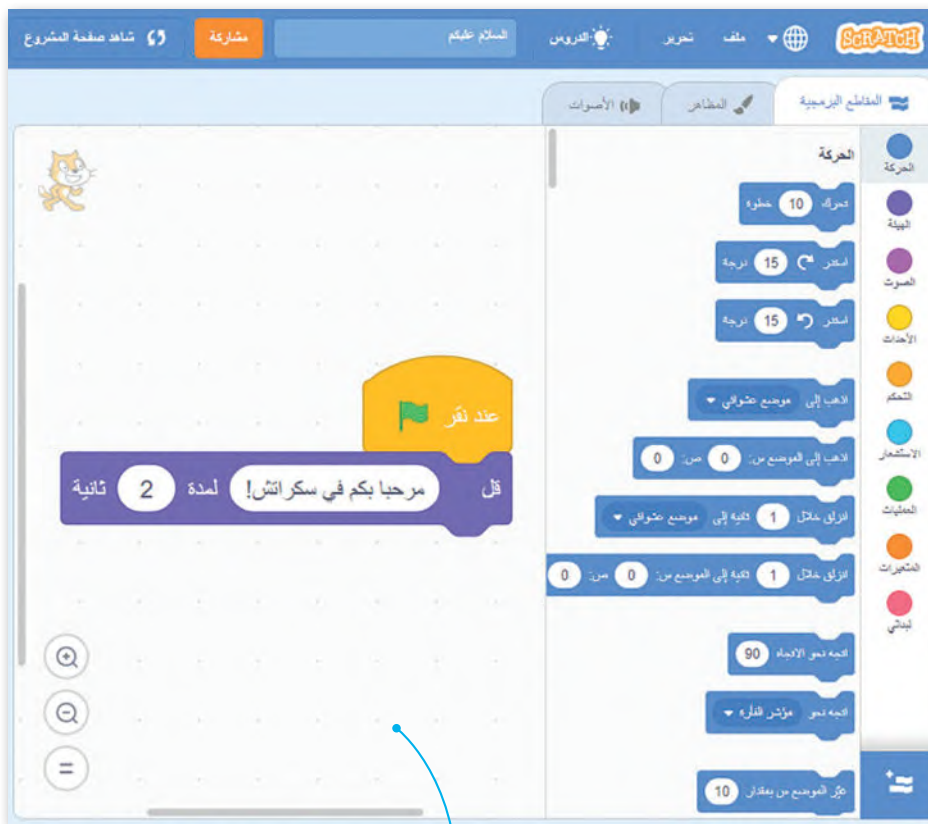 SCRATCH
ملف
تحرير
الدروس
السلام عليكم
مشاركة
شاهد صفحة المشروع
المقاطع البرمجية
المظاهر
الأصوات
الحركة
الهيئة
الصوت
الأحداث
التحكم
الاستشعار
العمليات
المتغيرات
لبناتي
الحركة
تحرك 10 خطوة
استدر 15 درجة
استدر 15 درجة
اذهب إلى موضع عشوائي
اذهب إلى الموضع س: 0 ص: 0
انزلق خلال 1 ثانية إلى موضع عشوائي
انزلق خلال 1 ثانية إلى الموضع س: 0 ص: 0
اتجه نحو الاتجاه 90
اتجه نحو مؤشر الفأرة
غيّر الموضع س بمقدار 10
عند نقر
قل مرحبا بكم في سكراتش! لمدة 2 ثانية